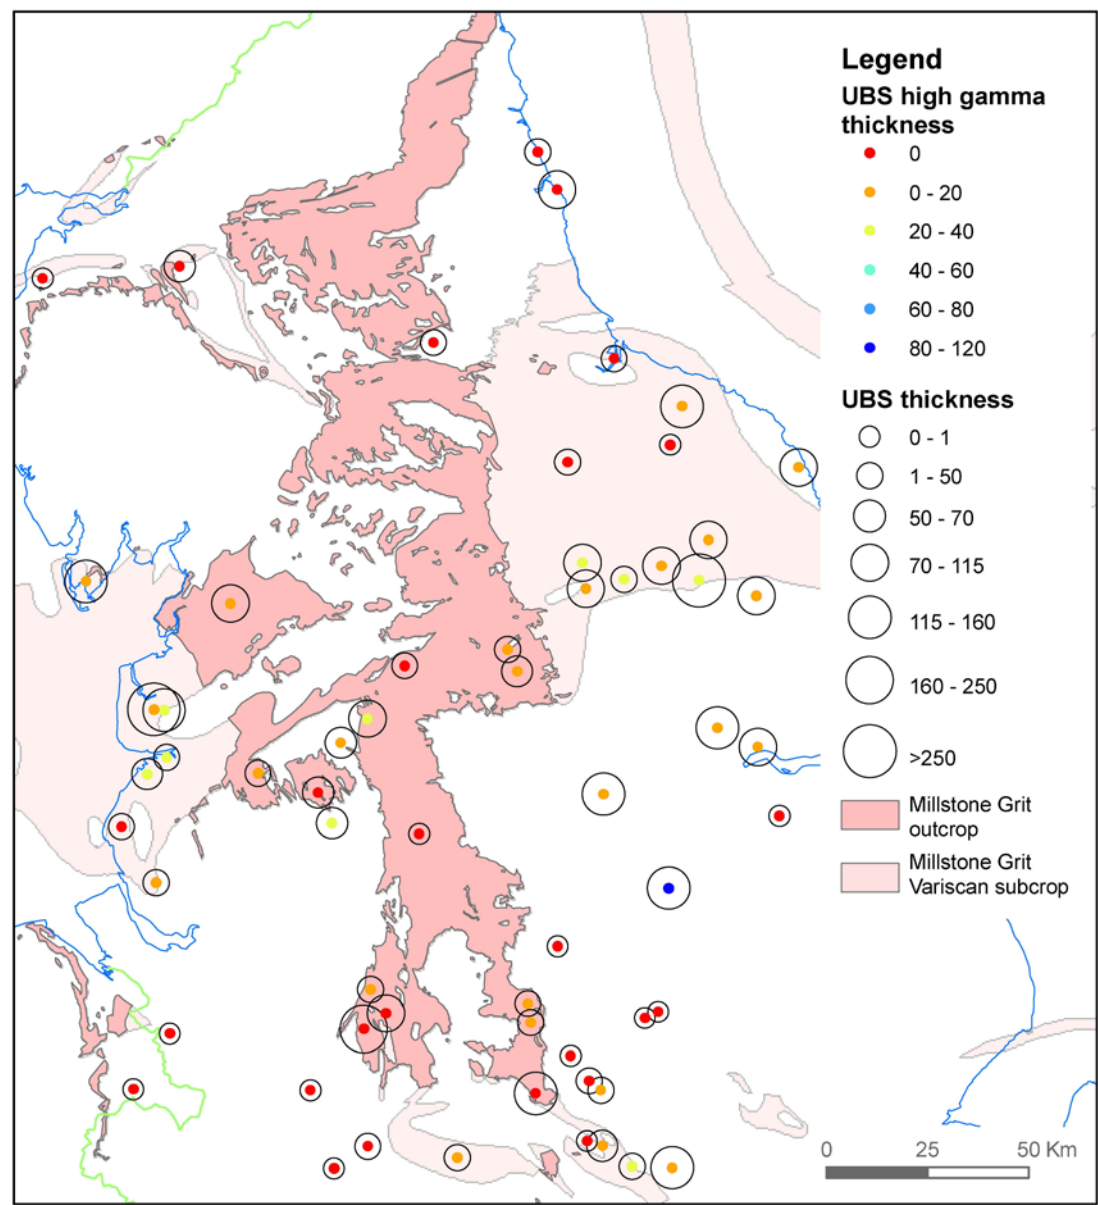 Legend
UBS high gamma
thickness
0
0 - 20
20 - 40
40 - 60
60 - 80
80 - 120
UBS thickness
0 - 1
1 - 50
50 - 70
70 - 115
115 - 160
160 - 250
>250
Millstone Grit
outcrop
Millstone Grit
Variscan subcrop
0 25 50 Km